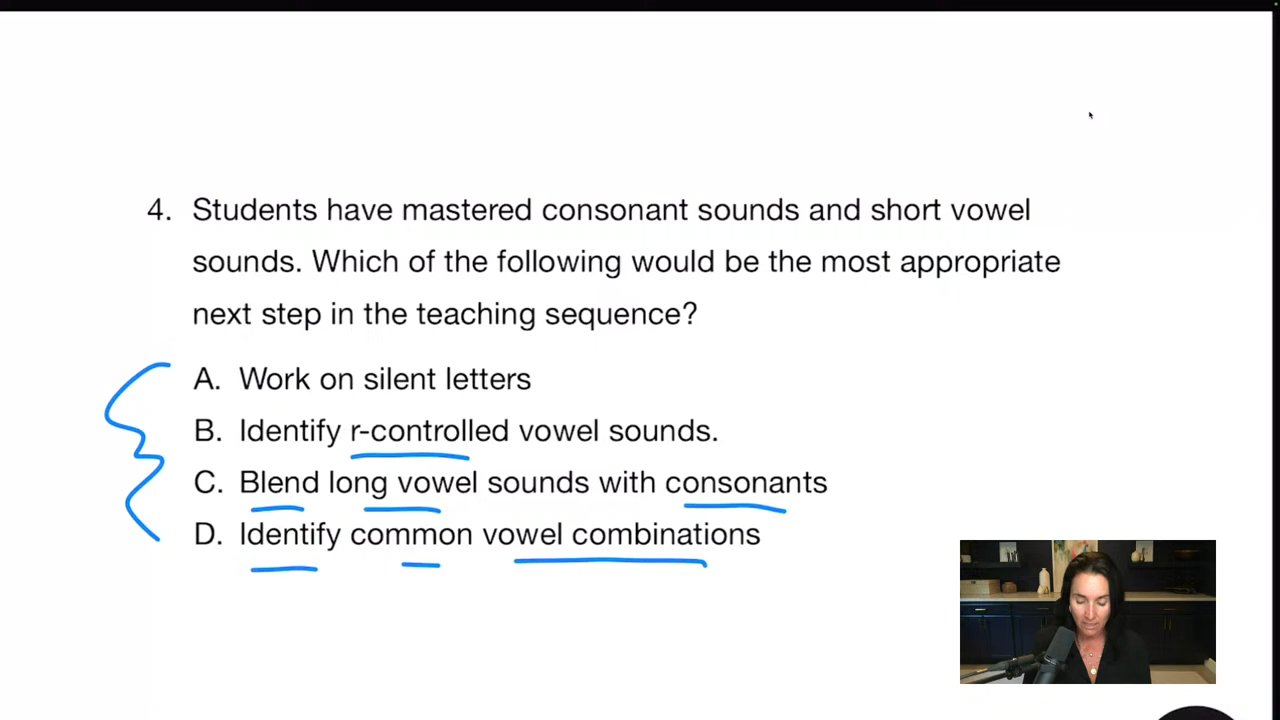 4. Students have mastered consonant sounds and short vowel
sounds. Which of the following would be the most appropriate
next step in the teaching sequence?
A. Work on silent letters
B. Identify r-controlled vowel sounds.
C. Blend long vowel sounds with consonants
D. Identify common vowel combinations